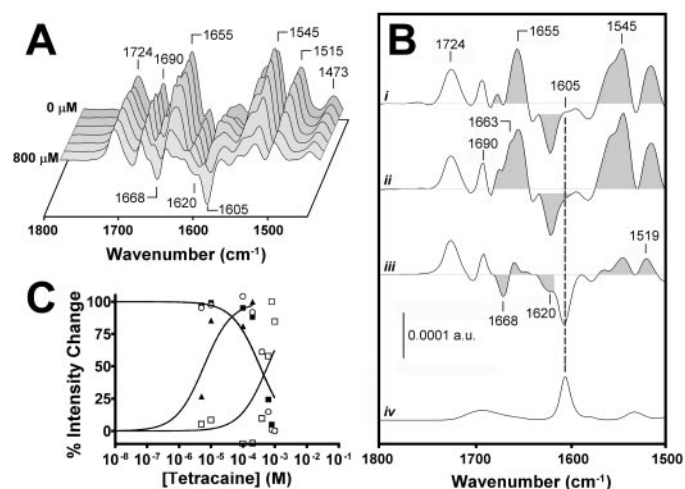 A
1724
1690
1655
1545
1515
1473
0 µM
800 µM
1668
1620
1605
1800 1700 1600 1500
Wavenumber (cm⁻¹)
B
1724
1655
1545
1605
i
1663
1690
ii
iii
1519
1668
1620
0.0001 a.u.
iv
1800 1700 1600 1500
Wavenumber (cm⁻¹)
C
% Intensity Change
100
50
0
10⁻⁸ 10⁻⁷ 10⁻⁶ 10⁻⁵ 10⁻⁴ 10⁻³ 10⁻² 10⁻¹
[Tetracaine] (M)